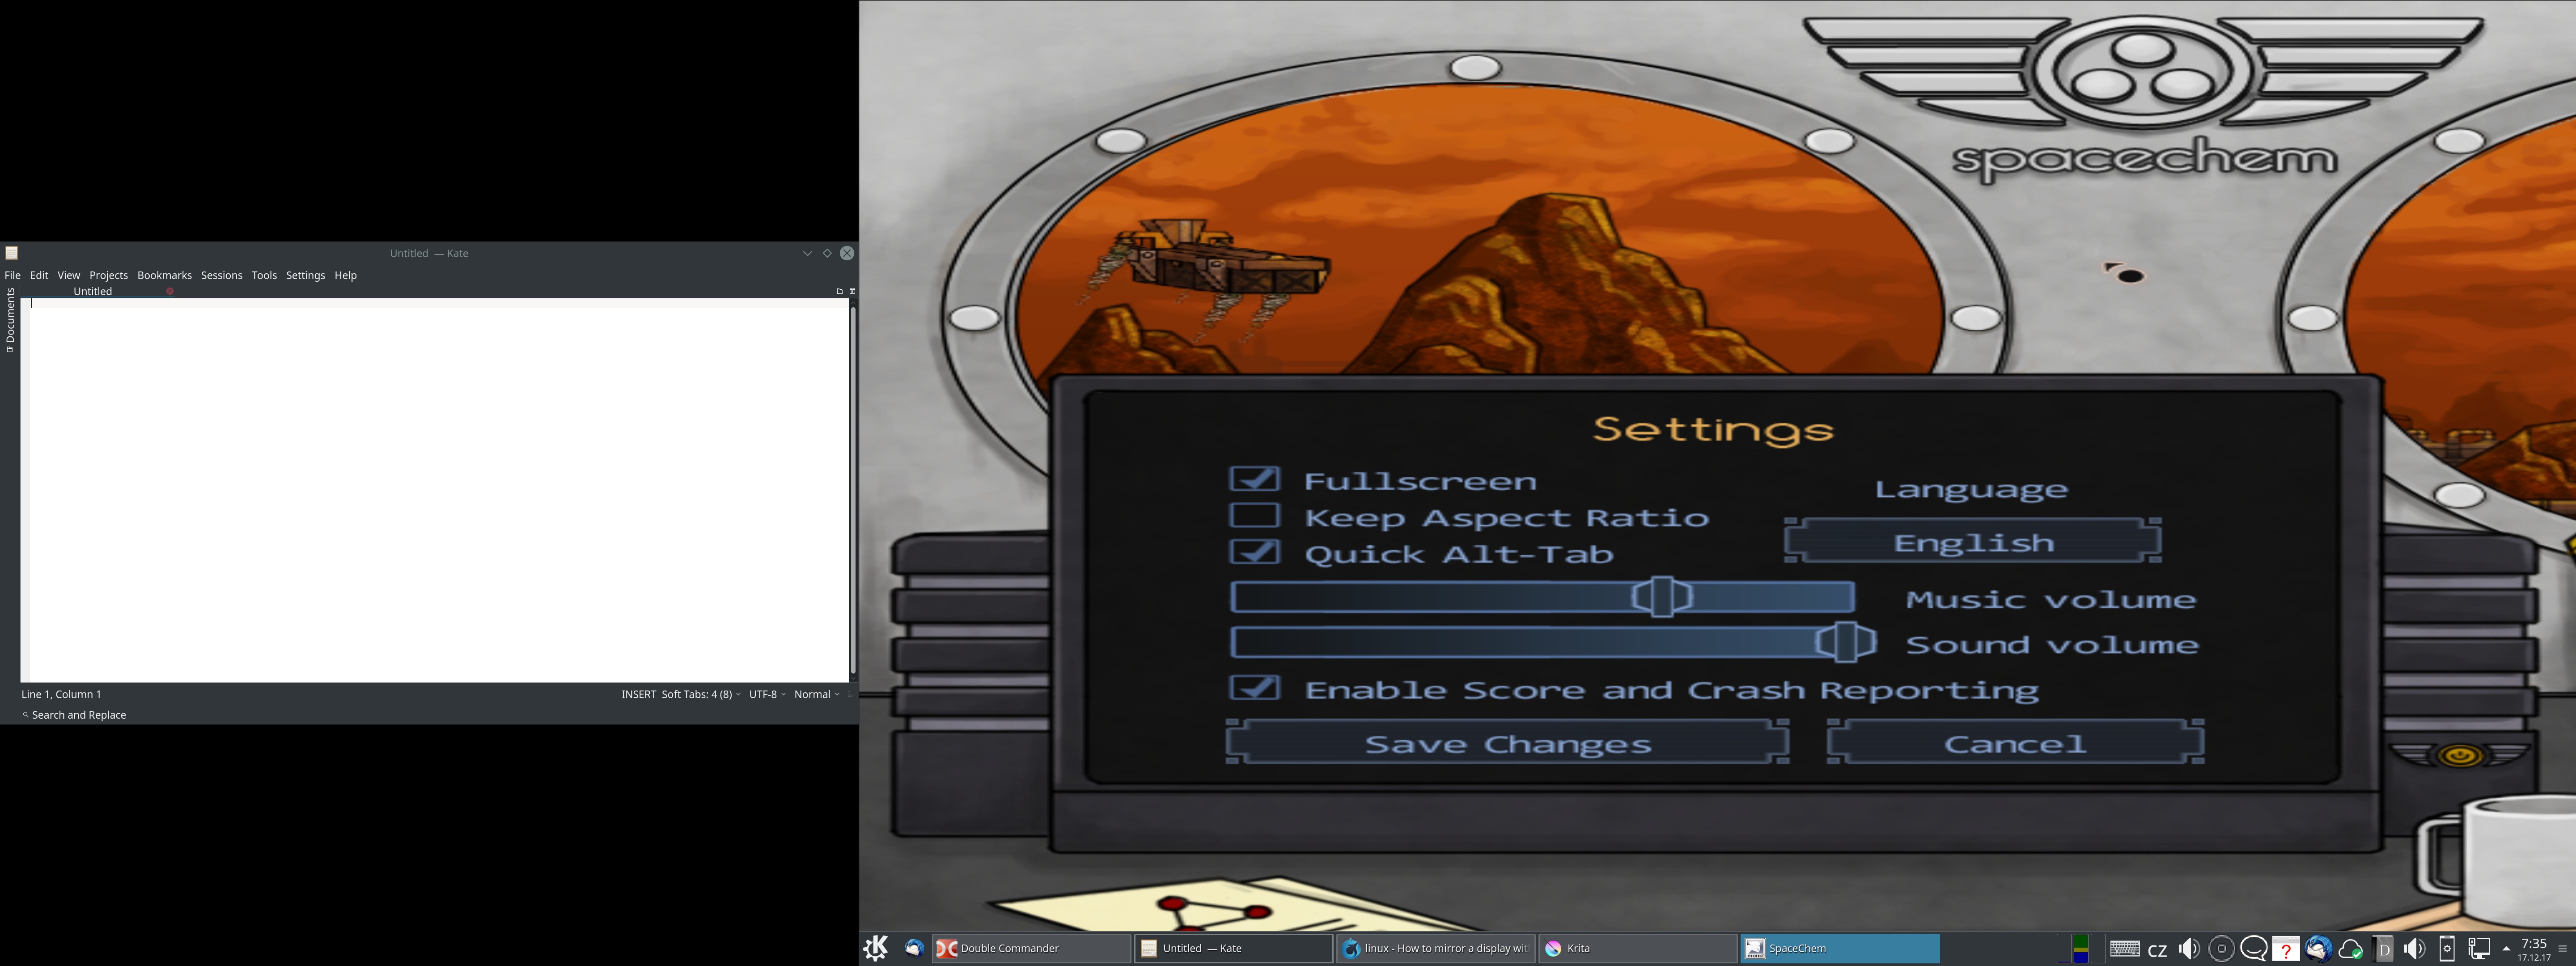 Untitled — Kate
File Edit View Projects Bookmarks Sessions Tools Settings Help
Untitled
Documents
Line 1, Column 1
INSERT Soft Tabs: 4 (8) UTF-8 Normal
Search and Replace
spacechem
Settings
Fullscreen
Keep Aspect Ratio
Quick Alt-Tab
Language
English
Music volume
Sound volume
Enable Score and Crash Reporting
Save Changes
Cancel
Double Commander
Untitled — Kate
linux - How to mirror a display wit
Krita
SpaceChem
CZ
?
D
7:35
17.12.17